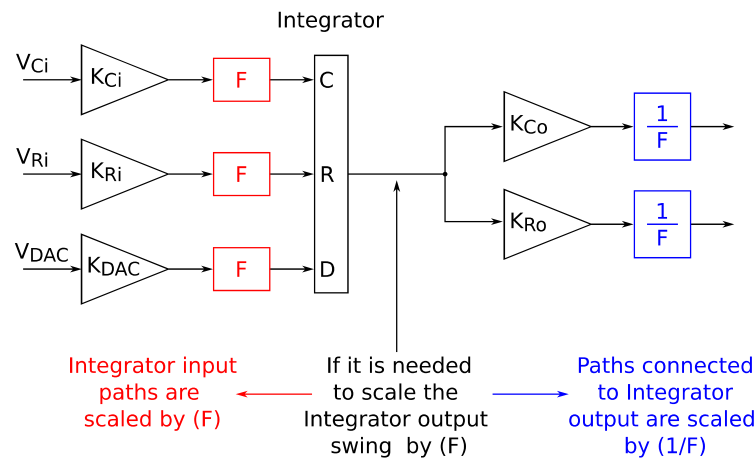 Integrator
VCi
KCi
F
C
VRi
KRi
F
R
VDAC
KDAC
F
D
KCo
1
F
KRo
1
F
Integrator input
paths are
scaled by (F)
If it is needed
to scale the
Integrator output
swing by (F)
Paths connected
to Integrator
output are scaled
by (1/F)